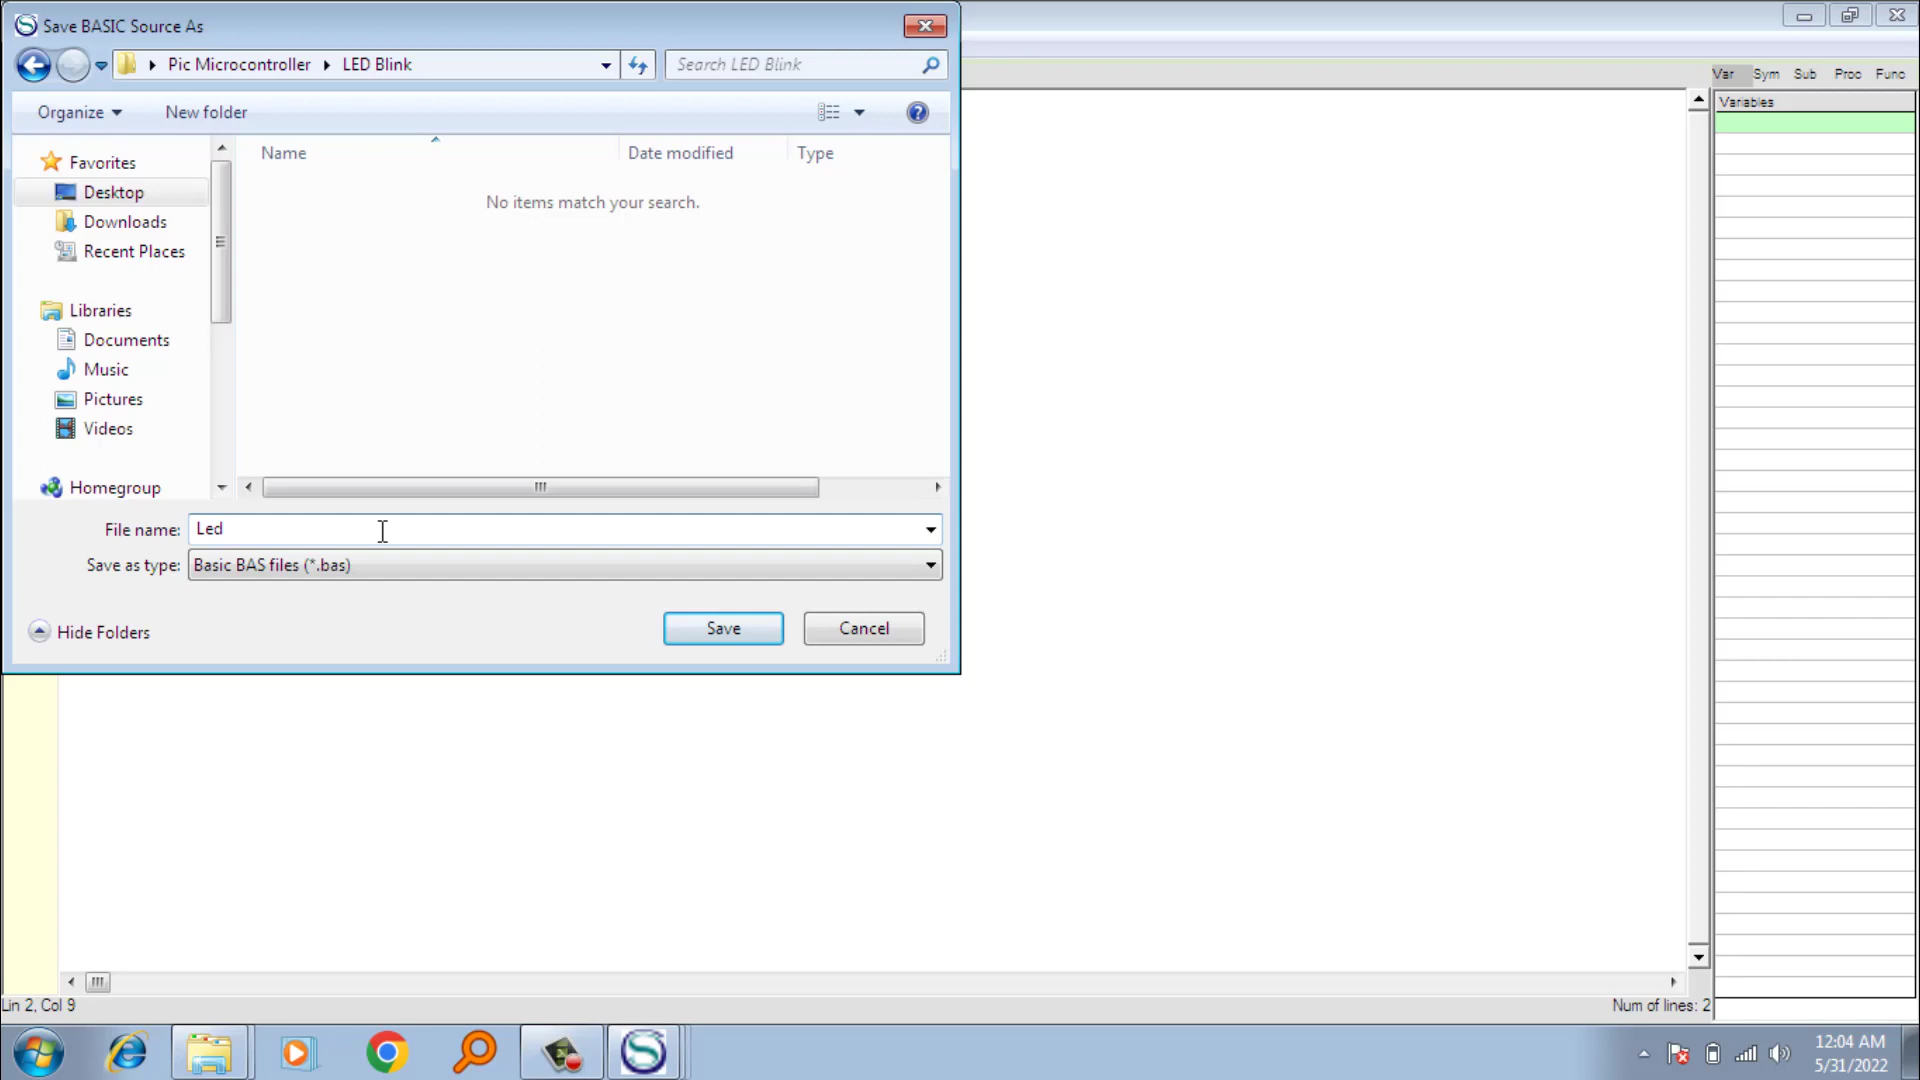 Save BASIC Source As
Pic Microcontroller LED Blink
Search LED Blink
Organize New folder
Var Sym Sub Proc Func
Variables
Name Date modified Type
No items match your search.
Favorites
Desktop
Downloads
Recent Places
Libraries
Documents
Music
Pictures
Videos
Homegroup
File name: Led
Save as type: Basic BAS files (*.bas)
Hide Folders
Save Cancel
Lin 2, Col 9
Num of lines: 2
12:04 AM
5/31/2022